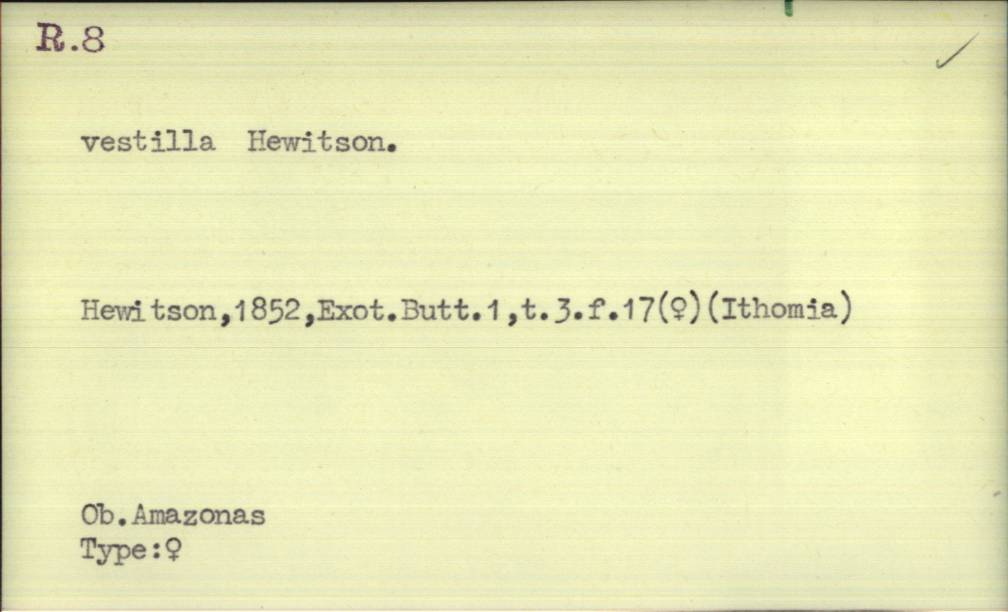 R.8
vestilla Hewitson.
Hewitson,1852,Exot.Butt.1,t.3.f.17(♀)(Ithomia)
Ob.Amazonas
Type:♀